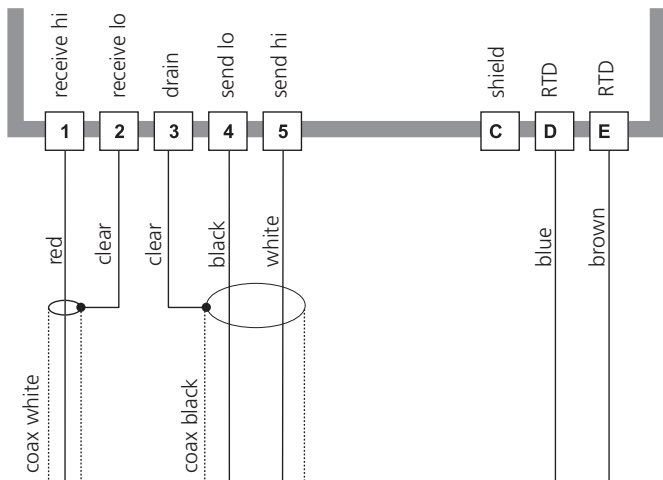 receive hi
receive lo
drain
send lo
send hi
shield
RTD
RTD
1
2
3
4
5
C
D
E
red
clear
clear
black
white
blue
brown
coax white
coax black